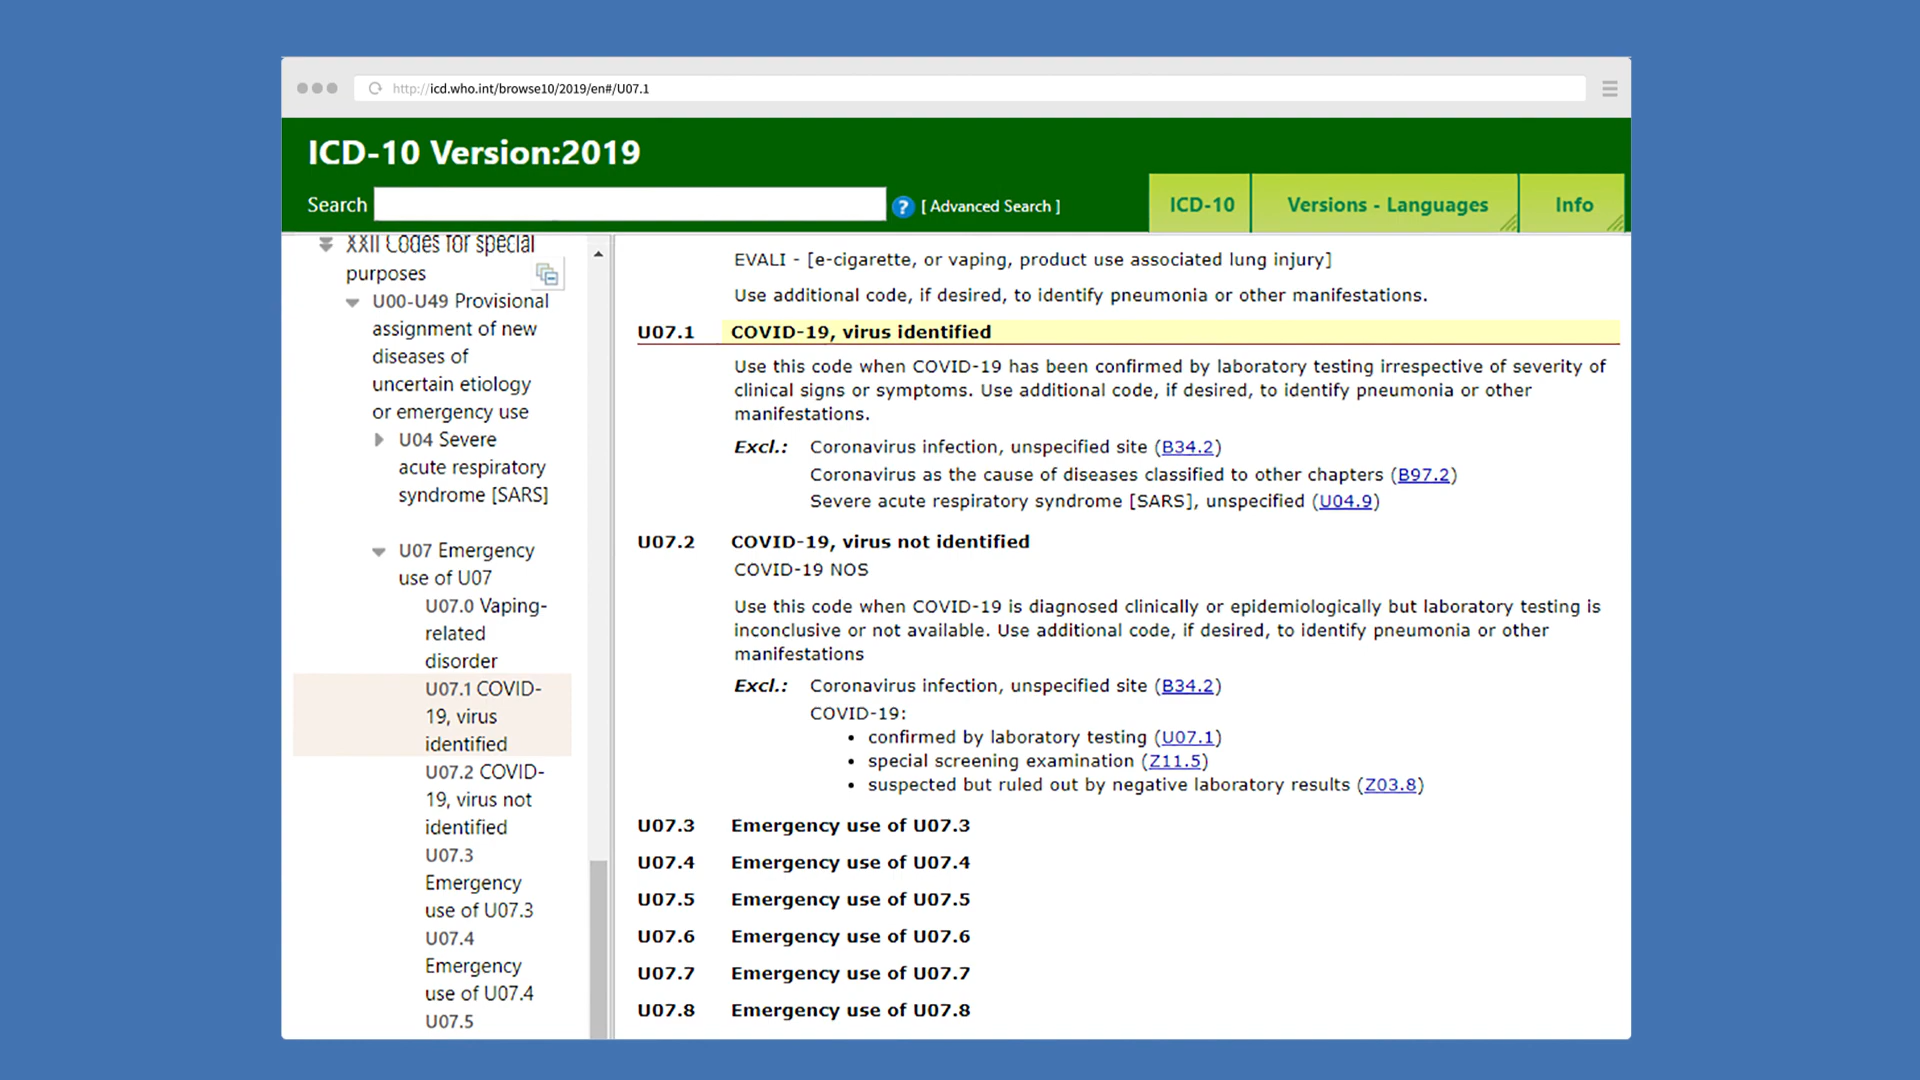 http://icd.who.int/browse10/2019/en#/U07.1
ICD-10 Version:2019
Search
? [ Advanced Search ]
ICD-10
Versions - Languages
Info
XXII Codes for special
purposes
U00-U49 Provisional
assignment of new
diseases of
uncertain etiology
or emergency use
U04 Severe
acute respiratory
syndrome [SARS]
U07 Emergency
use of U07
U07.0 Vaping-
related
disorder
U07.1 COVID-
19, virus
identified
U07.2 COVID-
19, virus not
identified
U07.3
Emergency
use of U07.3
U07.4
Emergency
use of U07.4
U07.5
EVALI - [e-cigarette, or vaping, product use associated lung injury]
Use additional code, if desired, to identify pneumonia or other manifestations.
U07.1 COVID-19, virus identified
Use this code when COVID-19 has been confirmed by laboratory testing irrespective of severity of
clinical signs or symptoms. Use additional code, if desired, to identify pneumonia or other
manifestations.
Excl.: Coronavirus infection, unspecified site (B34.2)
Coronavirus as the cause of diseases classified to other chapters (B97.2)
Severe acute respiratory syndrome [SARS], unspecified (U04.9)
U07.2 COVID-19, virus not identified
COVID-19 NOS
Use this code when COVID-19 is diagnosed clinically or epidemiologically but laboratory testing is
inconclusive or not available. Use additional code, if desired, to identify pneumonia or other
manifestations
Excl.: Coronavirus infection, unspecified site (B34.2)
COVID-19:
• confirmed by laboratory testing (U07.1)
• special screening examination (Z11.5)
• suspected but ruled out by negative laboratory results (Z03.8)
U07.3 Emergency use of U07.3
U07.4 Emergency use of U07.4
U07.5 Emergency use of U07.5
U07.6 Emergency use of U07.6
U07.7 Emergency use of U07.7
U07.8 Emergency use of U07.8